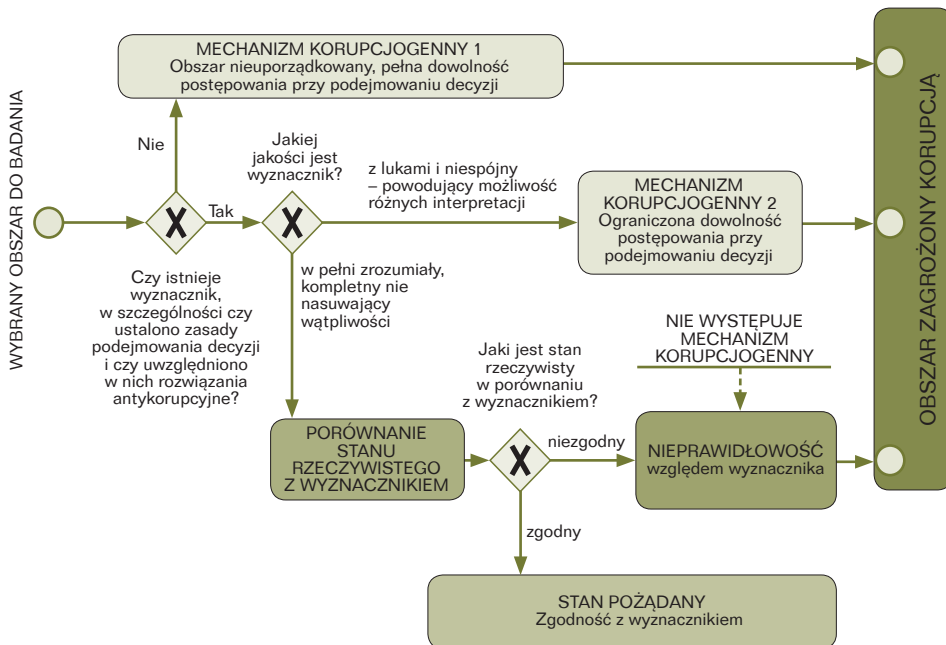 WYBRANY OBSZAR DO BADANIA
MECHANIZM KORUPCJOGENNY 1
Obszar nieuporządkowany, pełna dowolność
postępowania przy podejmowaniu decyzji
Nie
Tak
Czy istnieje
wyznacznik,
w szczególności czy
ustalono zasady
podejmowania decyzji
i czy uwzględniono
w nich rozwiązania
antykorupcyjne?
Jakiej
jakości jest
wyznacznik?
z lukami i niespójny
– powodujący możliwość
różnych interpretacji
MECHANIZM
KORUPCJOGENNY 2
Ograniczona dowolność
postępowania przy
podejmowaniu decyzji
w pełni zrozumiały,
kompletny nie
nasuwający
wątpliwości
PORÓWNANIE
STANU
RZECZYWISTEGO
Z WYZNACZNIKIEM
Jaki jest stan
rzeczywisty
w porównaniu
z wyznacznikiem?
niezgodny
NIE WYSTĘPUJE
MECHANIZM
KORUPCJOGENNY
NIEPRAWIDŁOWOŚĆ
względem wyznacznika
zgodny
STAN POŻĄDANY
Zgodność z wyznacznikiem
OBSZAR ZAGROŻONY KORUPCJĄ